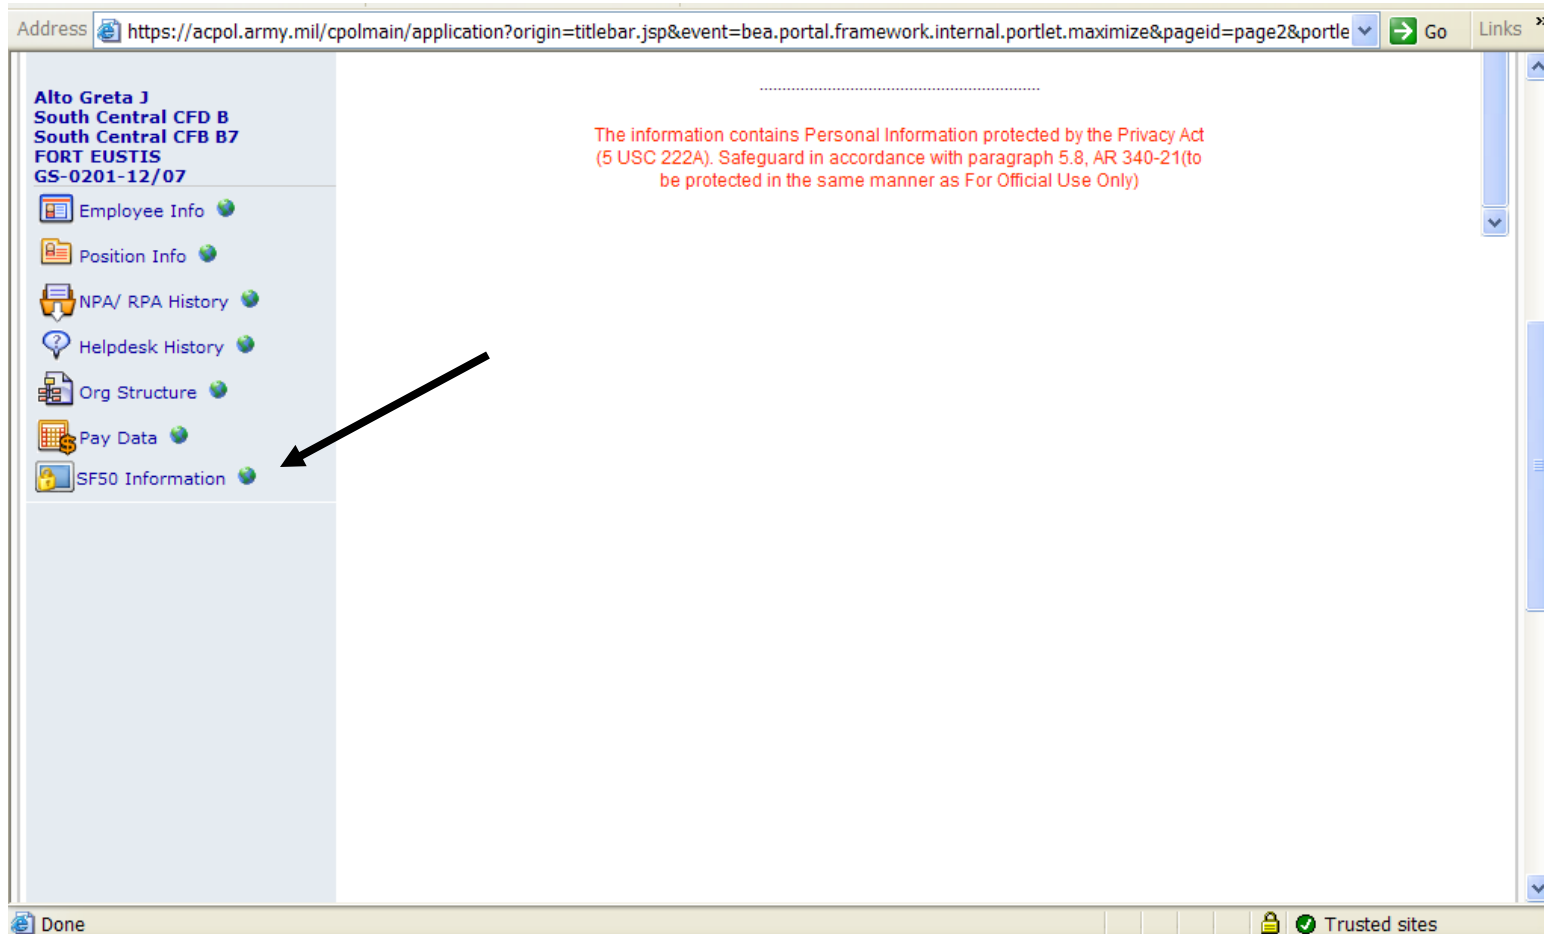 Address https://acpol.army.mil/cpolmain/application?origin=titlebar.jsp&event=bea.portal.framework.internal.portlet.maximize&pageid=page2&portle Go Links »
Alto Greta J
South Central CFD B
South Central CFB B7
FORT EUSTIS
GS-0201-12/07
Employee Info
Position Info
NPA/ RPA History
Helpdesk History
Org Structure
Pay Data
SF50 Information
The information contains Personal Information protected by the Privacy Act
(5 USC 222A). Safeguard in accordance with paragraph 5.8, AR 340-21(to
be protected in the same manner as For Official Use Only)
Done Trusted sites